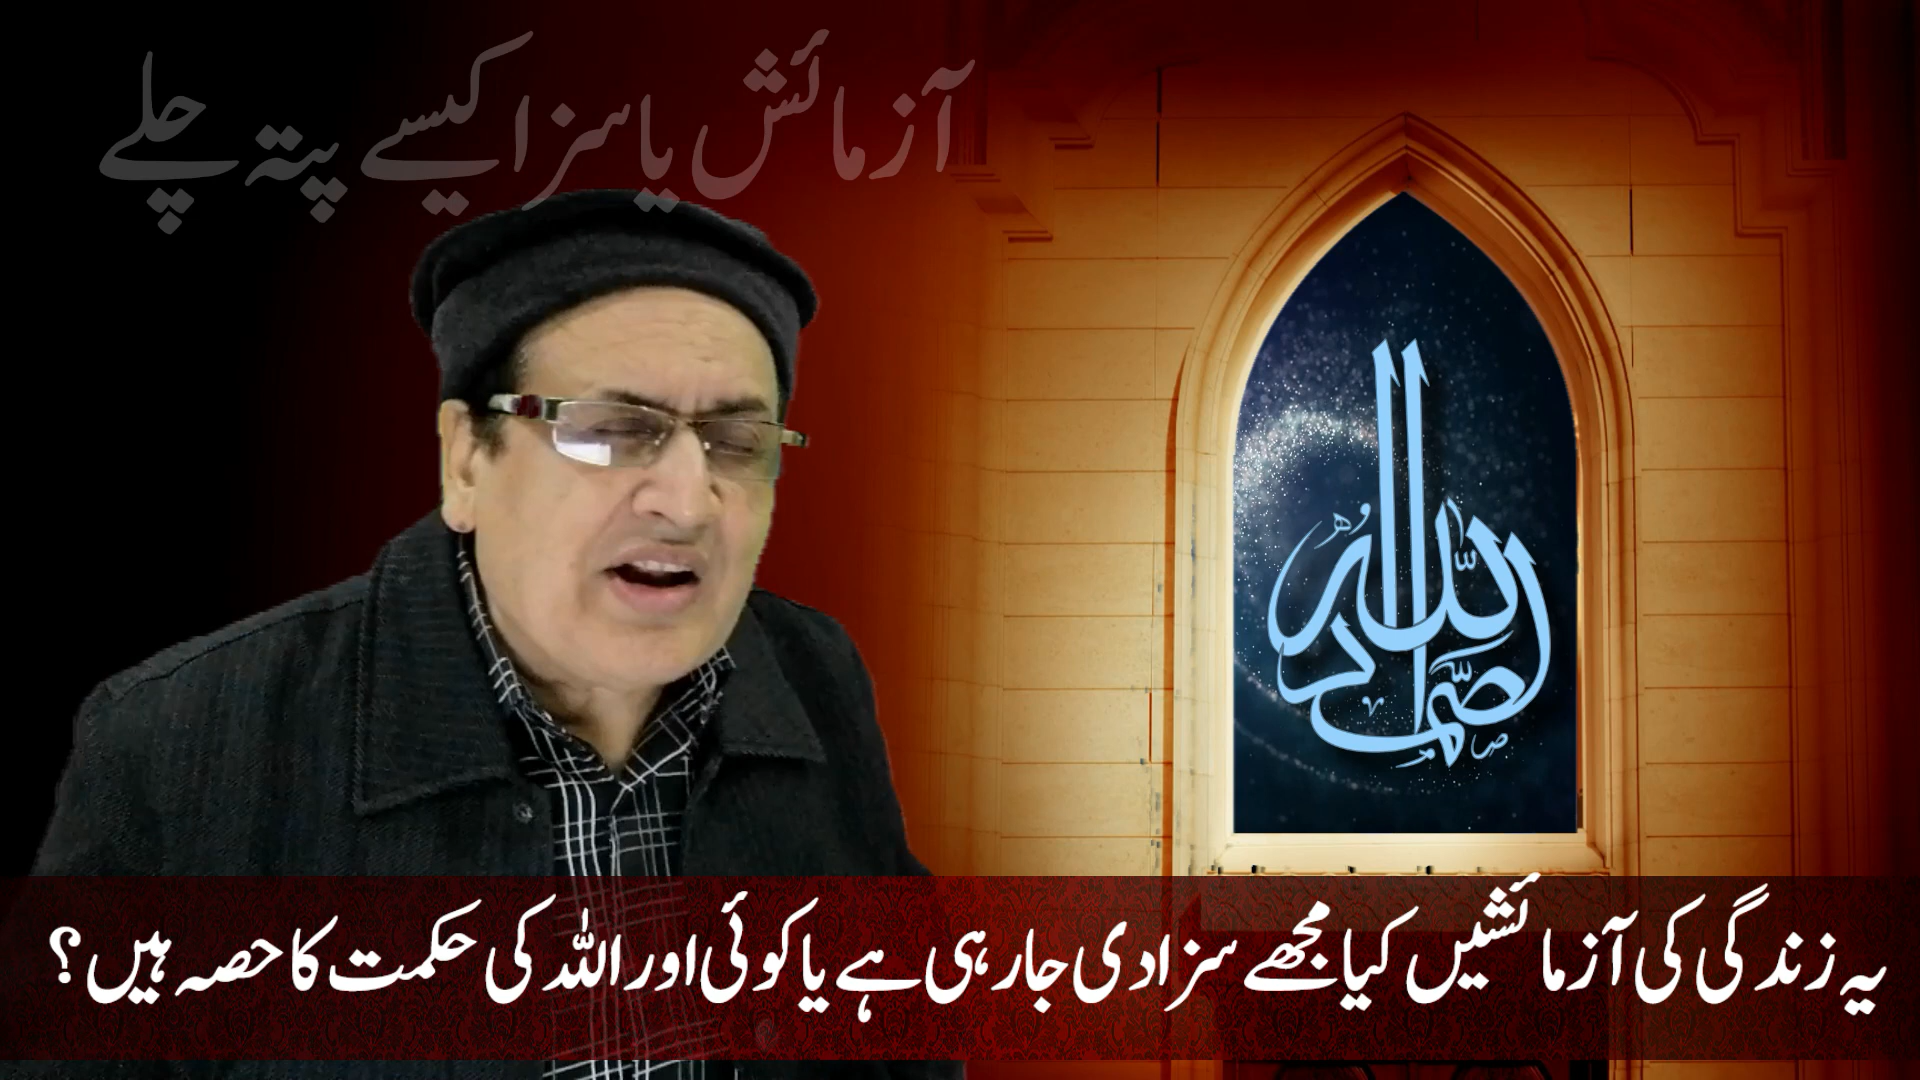 آزمائش یا سزا کیسے پتہ چلے
اللہ الصمد
یہ زندگی کی آزمائشیں کیا مجھے سزا دی جا رہی ہے یا کوئی اور اللہ کی حکمت کا حصہ ہیں؟